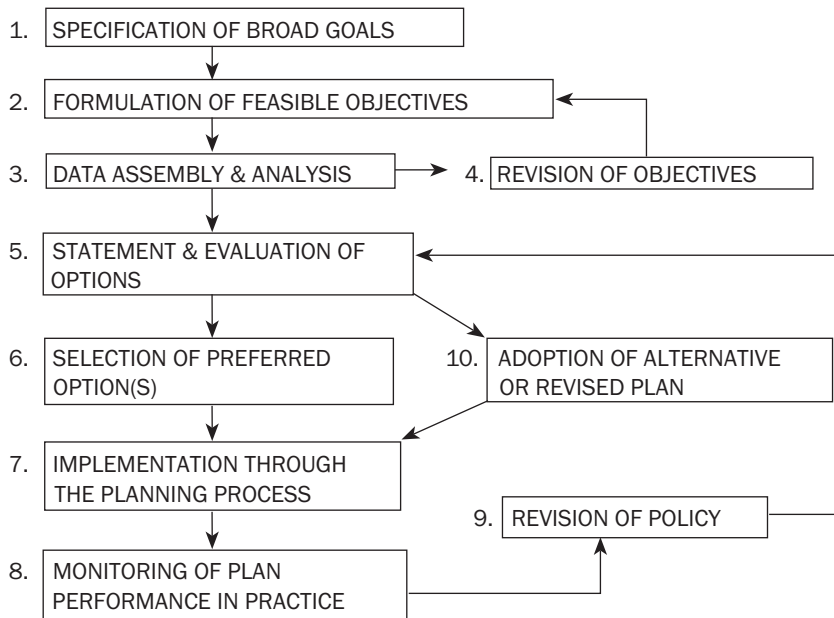 1. SPECIFICATION OF BROAD GOALS
2. FORMULATION OF FEASIBLE OBJECTIVES
3. DATA ASSEMBLY & ANALYSIS
4. REVISION OF OBJECTIVES
5. STATEMENT & EVALUATION OF
OPTIONS
6. SELECTION OF PREFERRED
OPTION(S)
10. ADOPTION OF ALTERNATIVE
OR REVISED PLAN
7. IMPLEMENTATION THROUGH
THE PLANNING PROCESS
9. REVISION OF POLICY
8. MONITORING OF PLAN
PERFORMANCE IN PRACTICE